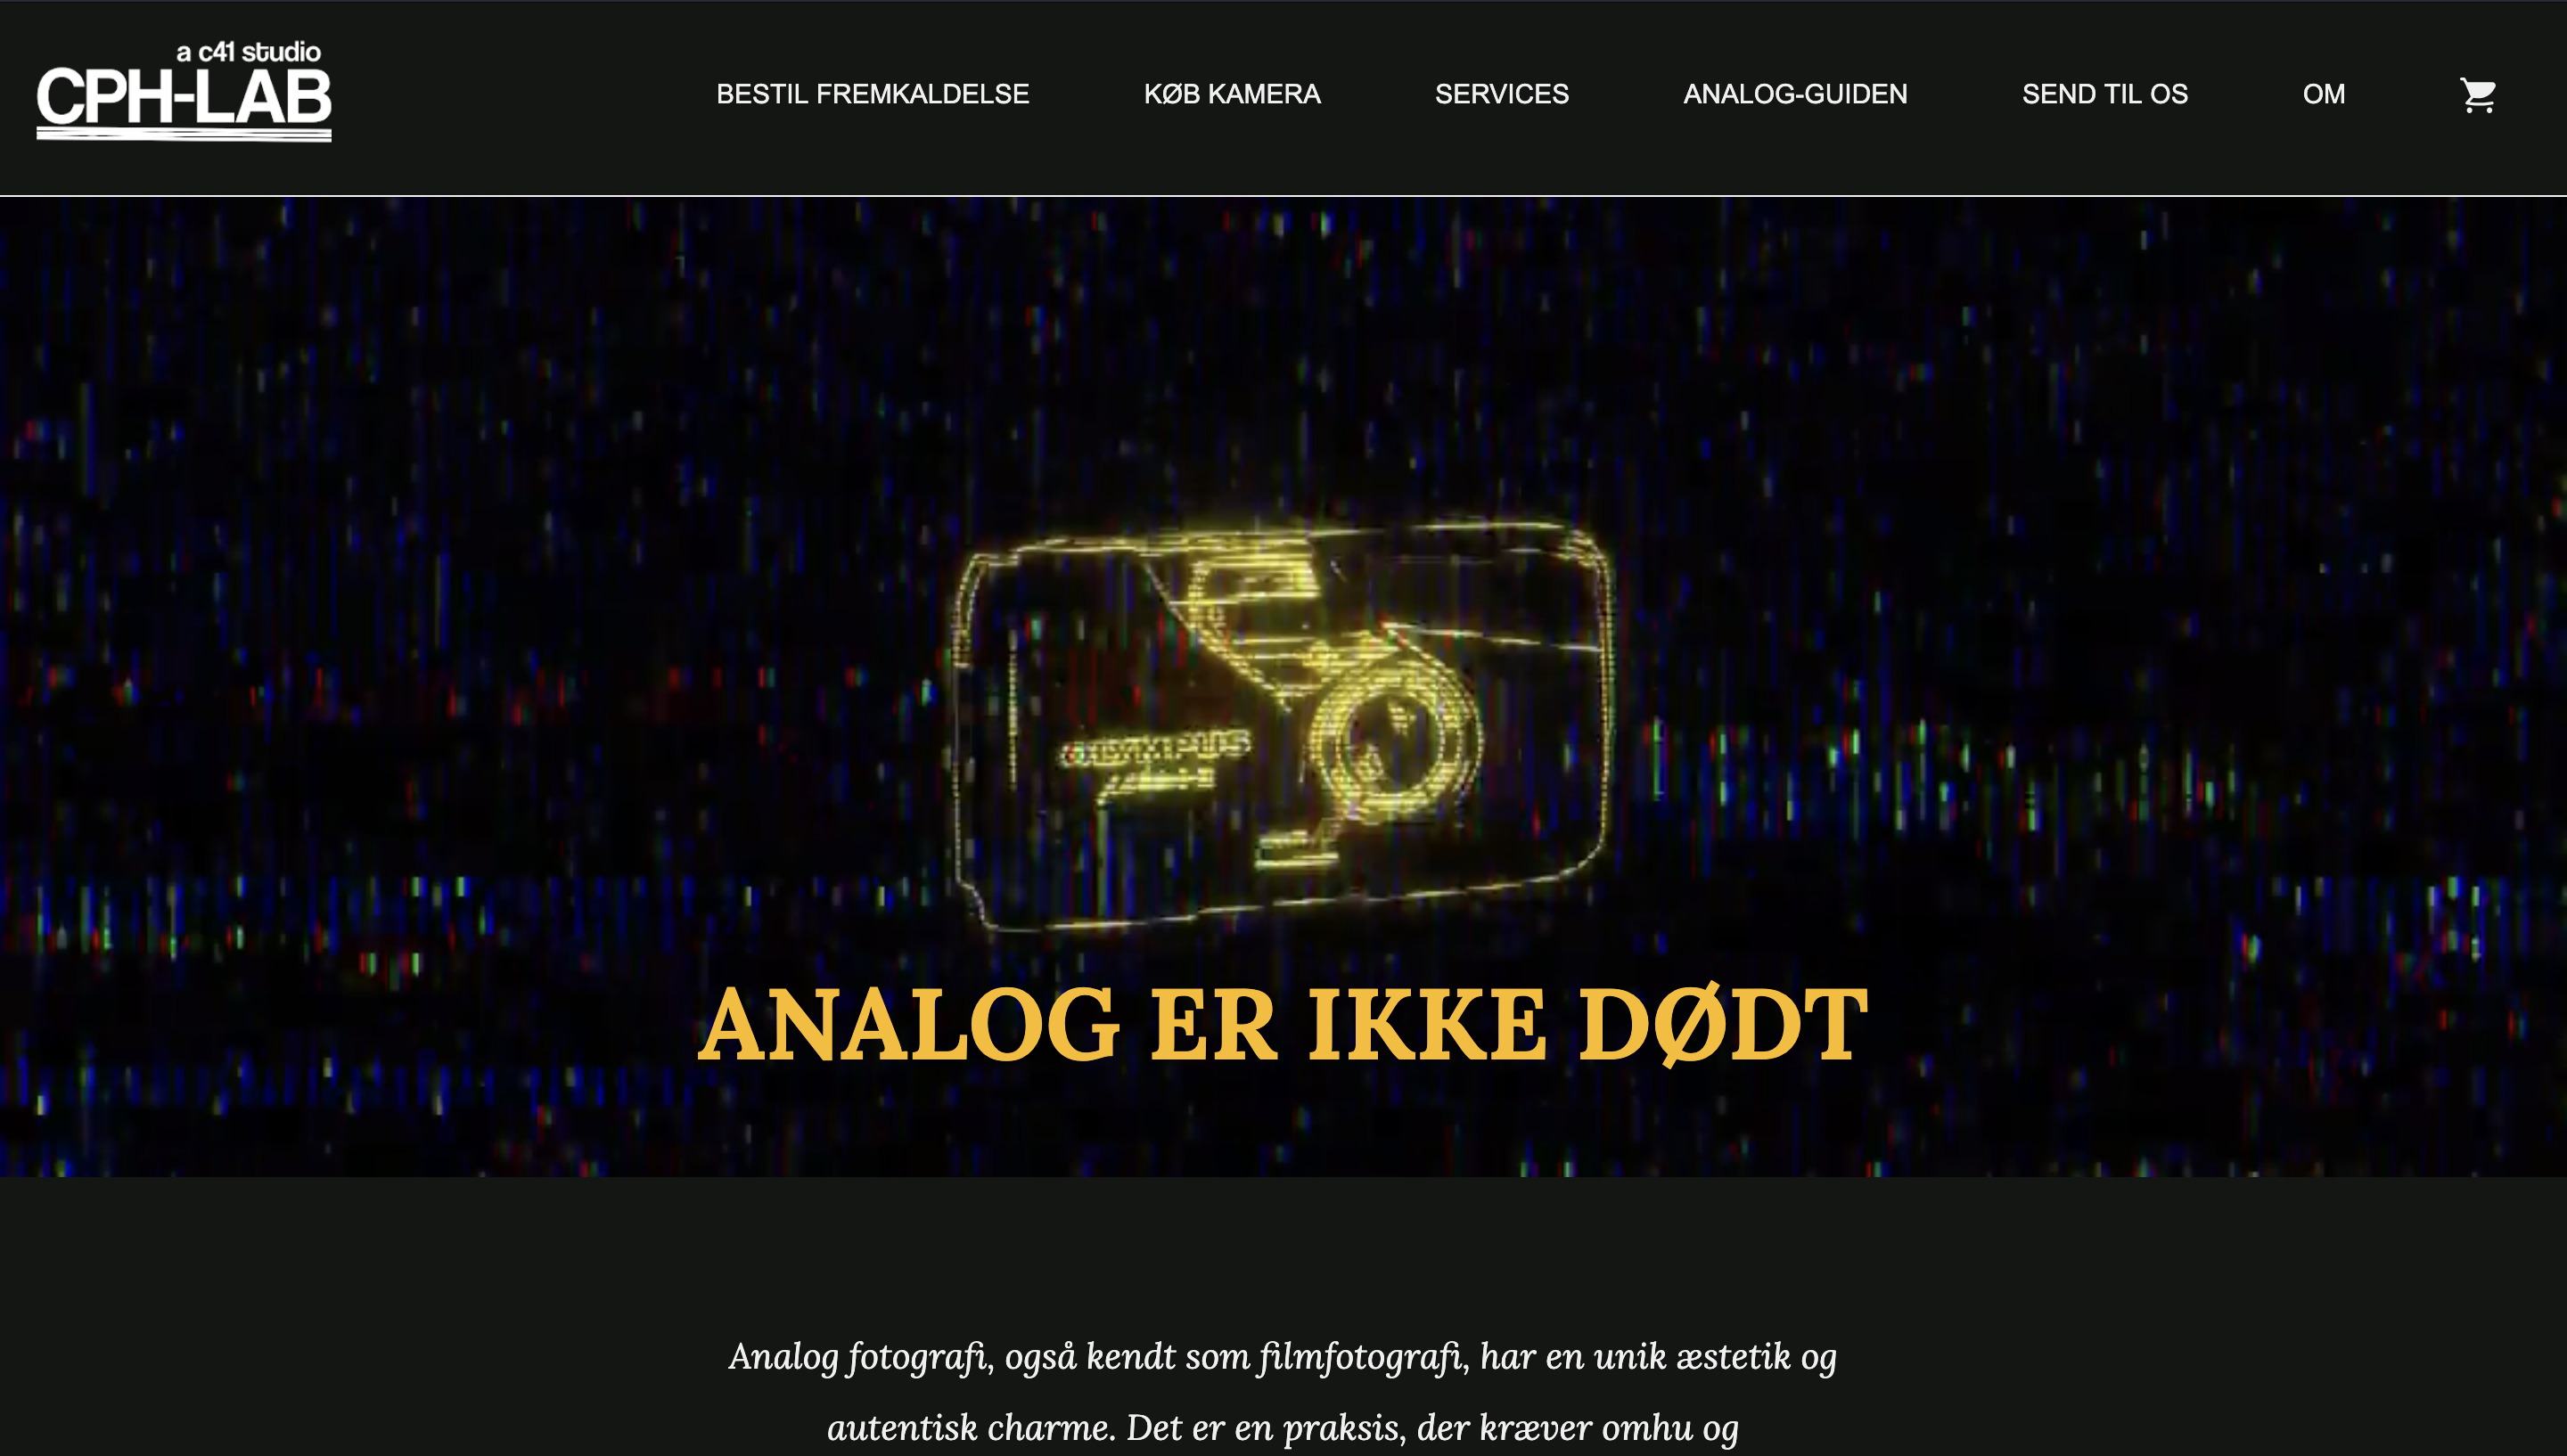 a c41 studio
CPH-LAB
BESTIL FREMKALDELSE KØB KAMERA SERVICES ANALOG-GUIDEN SEND TIL OS OM
OLYMPUS
ANALOG ER IKKE DØDT
Analog fotografi, også kendt som filmfotografi, har en unik æstetik og
autentisk charme. Det er en praksis, der kræver omhu og